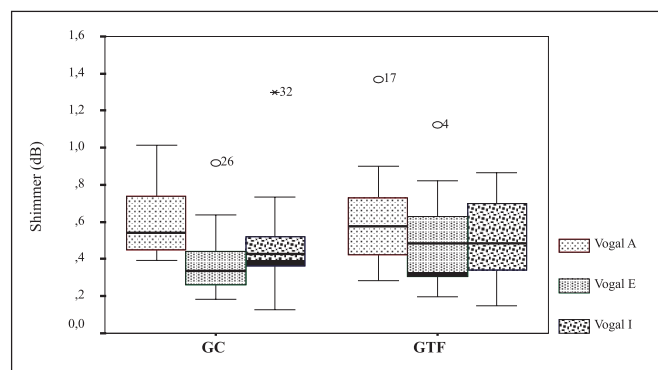 Shimmer (dB)
1,6
1,4
1,2
1,0
,8
,6
,4
,2
0,0
26
32
17
4
GC
GTF
Vogal A
Vogal E
Vogal I